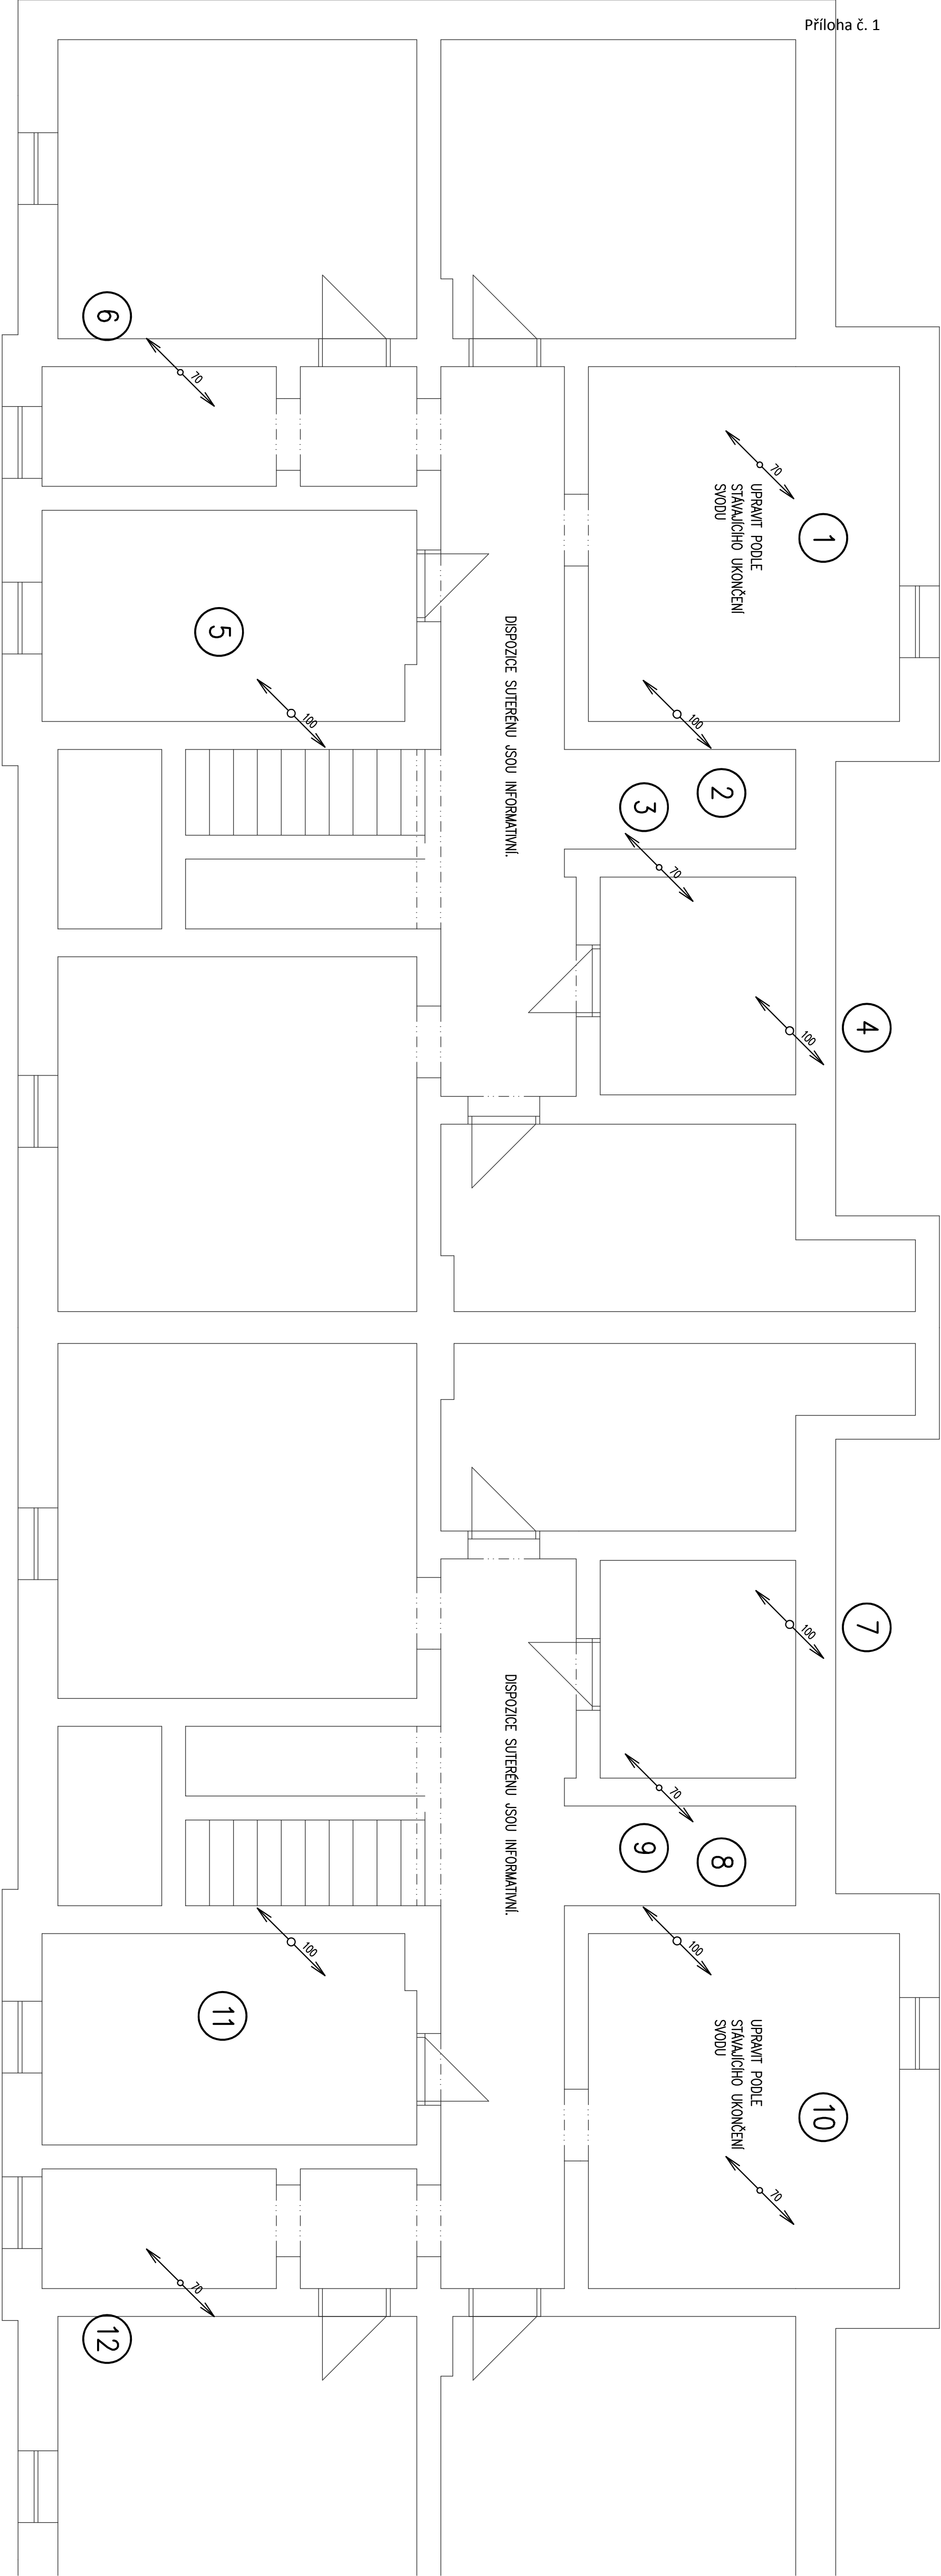 Příloha č. 1
6
70
70
UPRAVIT PODLE
STÁVAJÍCÍHO UKONČENÍ
SVODU
1
5
100
DISPOZICE SUTERÉNU JSOU INFORMATIVNÍ.
100
2
3
70
4
100
7
100
DISPOZICE SUTERÉNU JSOU INFORMATIVNÍ.
70
9
8
100
100
11
UPRAVIT PODLE
STÁVAJÍCÍHO UKONČENÍ
SVODU
10
70
70
12